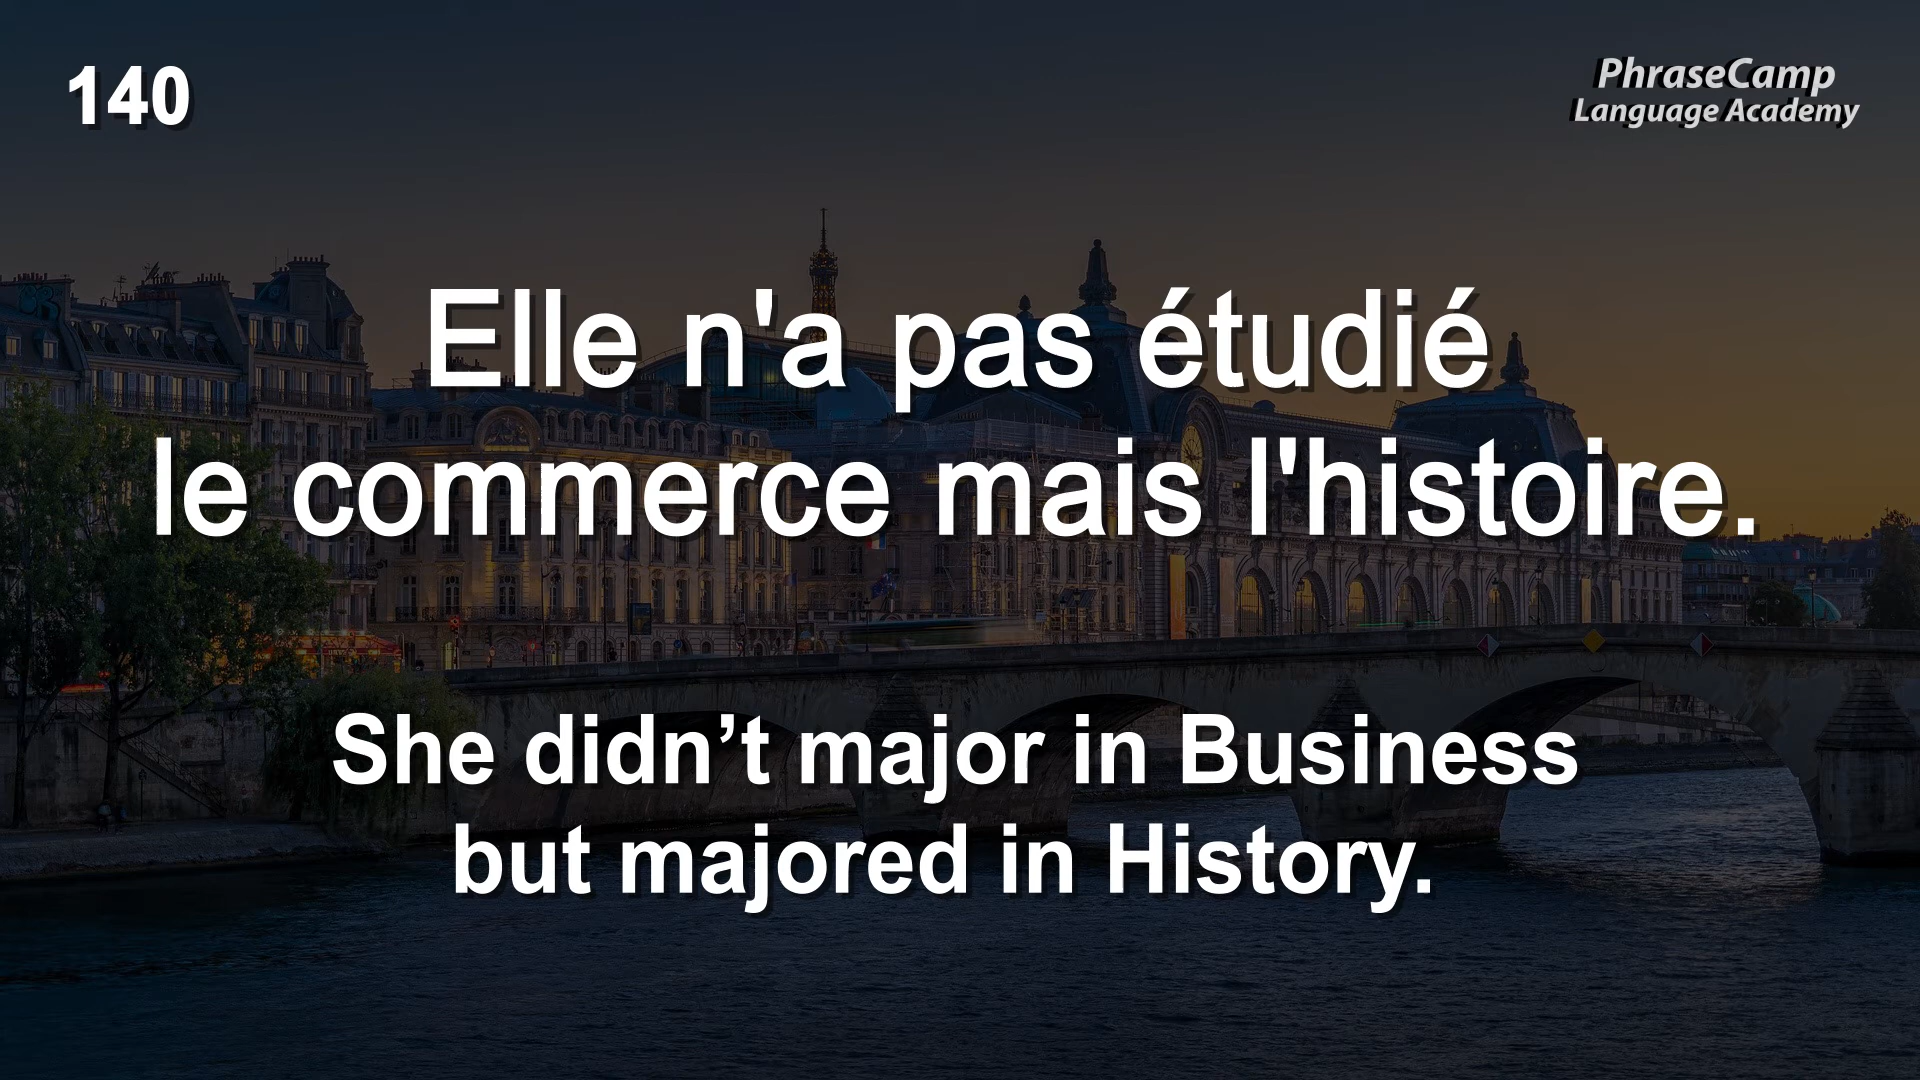 140
PhraseCamp
Language Academy
Elle n'a pas étudié
le commerce mais l'histoire.
She didn’t major in Business
but majored in History.